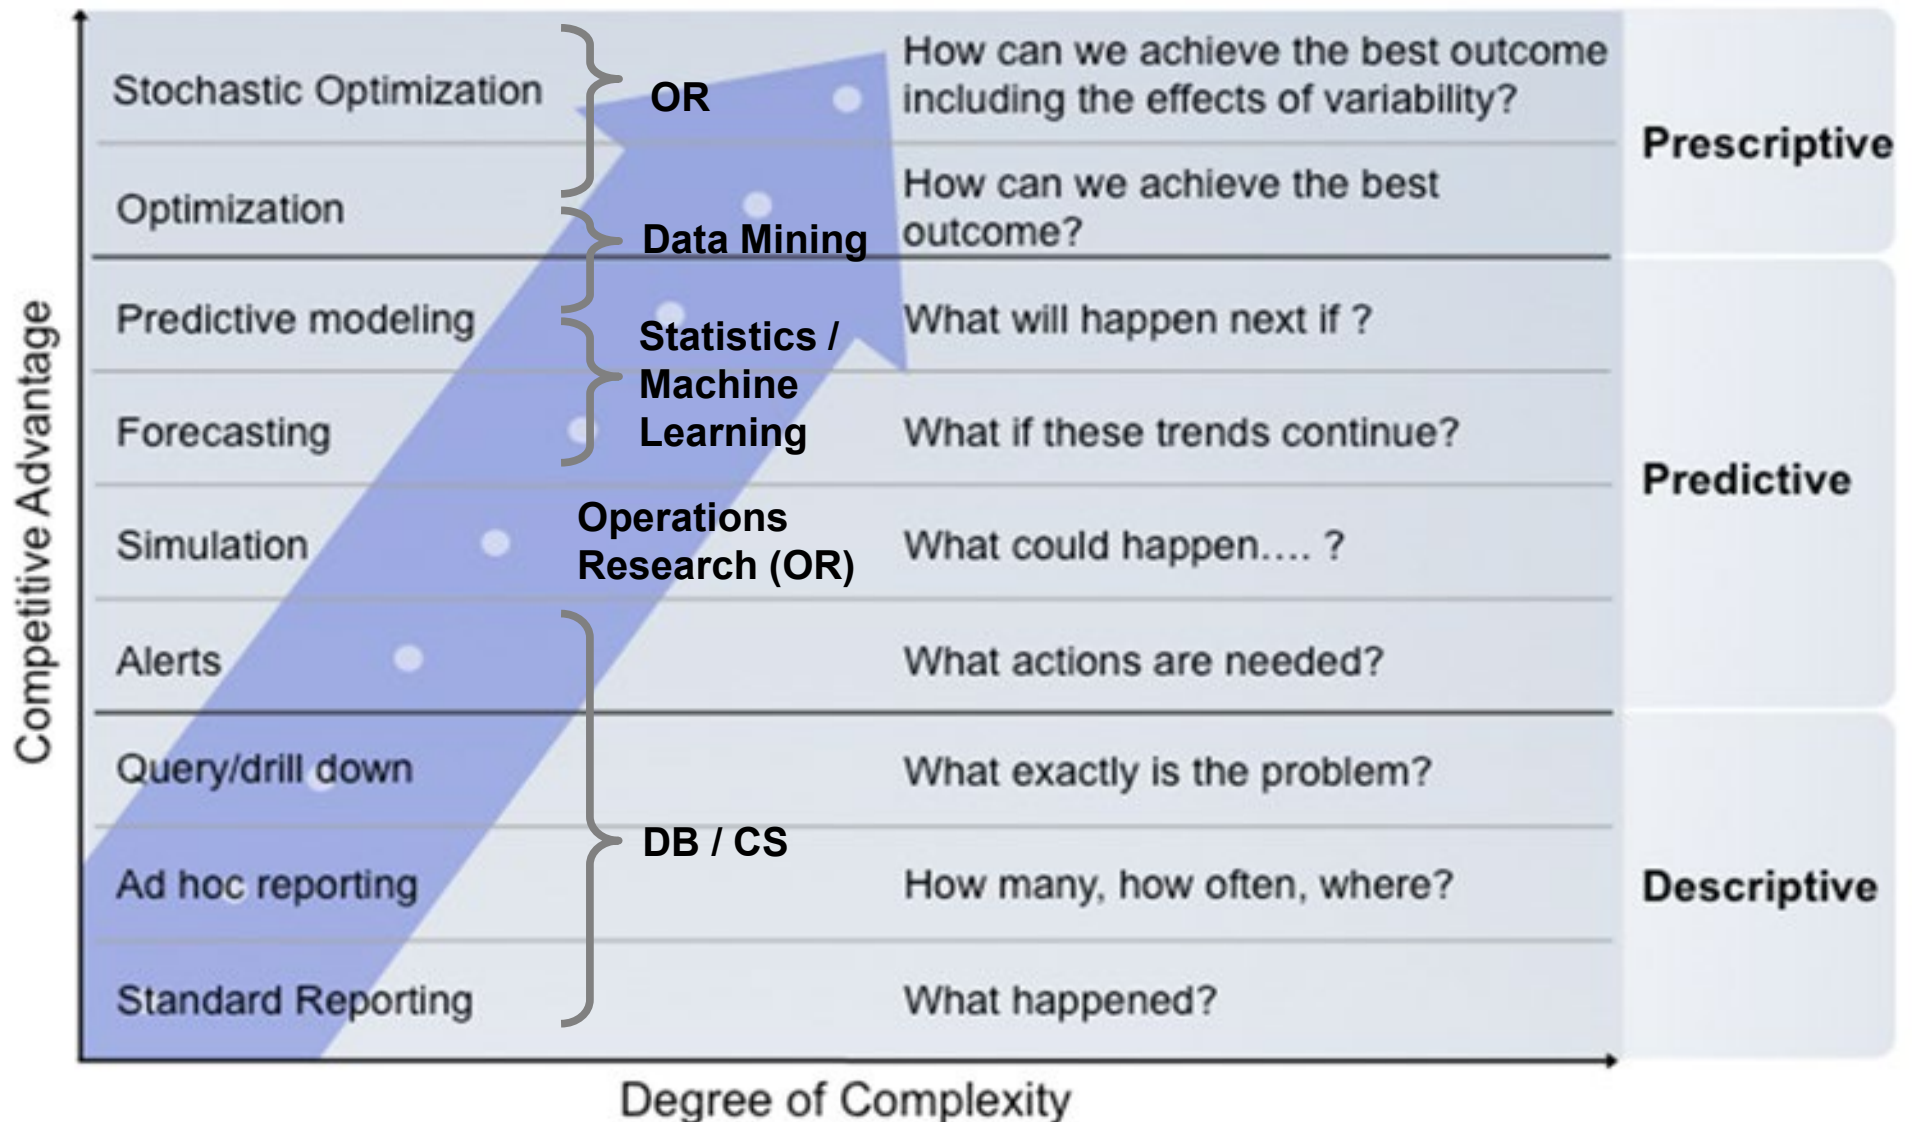 Competitive Advantage
Stochastic Optimization
OR
How can we achieve the best outcome
including the effects of variability?
Prescriptive
Optimization
How can we achieve the best
outcome?
Data Mining
Predictive modeling
Statistics /
Machine
Learning
What will happen next if ?
Forecasting
What if these trends continue?
Predictive
Simulation
Operations
Research (OR)
What could happen.... ?
Alerts
What actions are needed?
Query/drill down
What exactly is the problem?
DB / CS
Ad hoc reporting
How many, how often, where?
Descriptive
Standard Reporting
What happened?
Degree of Complexity